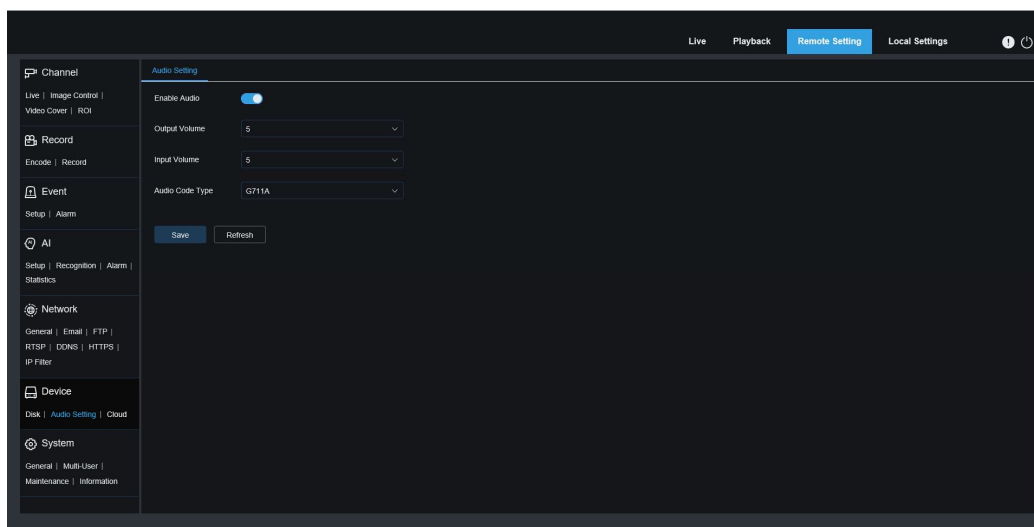 Live Playback Remote Setting Local Settings
Channel
Live | Image Control |
Video Cover | ROI
Record
Encode | Record
Event
Setup | Alarm
AI
Setup | Recognition | Alarm |
Statistics
Network
General | Email | FTP |
RTSP | DDNS | HTTPS |
IP Filter
Device
Disk | Audio Setting | Cloud
System
General | Multi-User |
Maintenance | Information
Audio Setting
Enable Audio
Output Volume 5
Input Volume 5
Audio Code Type G711A
Save Refresh